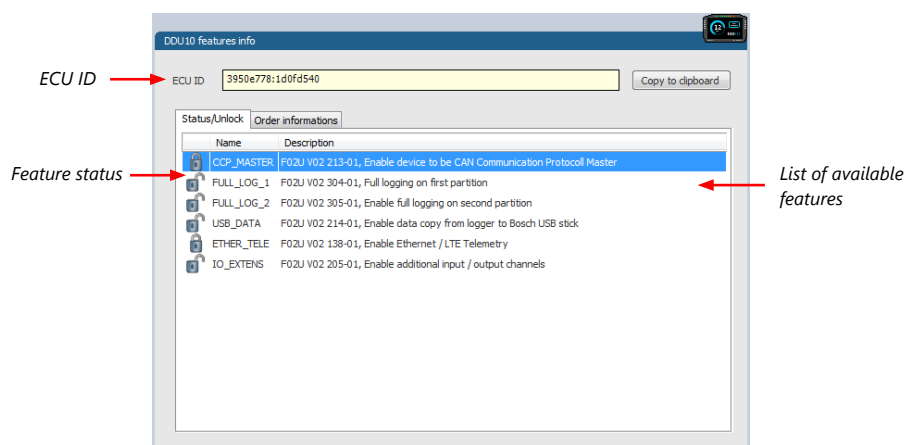 DDU10 features info
12
ECU ID
ECU ID
3950e778:1d0fd540
Copy to clipboard
Status/Unlock
Order informations
Name Description
Feature status
CCP_MASTER F02U V02 213-01, Enable device to be CAN Communication Protocoll Master
FULL_LOG_1 F02U V02 304-01, Full logging on first partition
FULL_LOG_2 F02U V02 305-01, Enable full logging on second partition
USB_DATA F02U V02 214-01, Enable data copy from logger to Bosch USB stick
ETHER_TELE F02U V02 138-01, Enable Ethernet / LTE Telemetry
IO_EXTENS F02U V02 205-01, Enable additional input / output channels
List of available
features